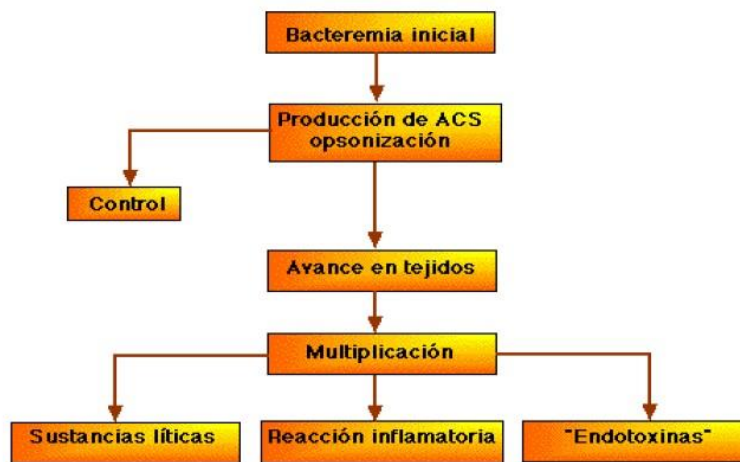 Bacteremia inicial
Producción de ACS
opsonización
Control
Avance en tejidos
Multiplicación
Sustancias líticas
Reacción inflamatoria
"Endotoxinas"